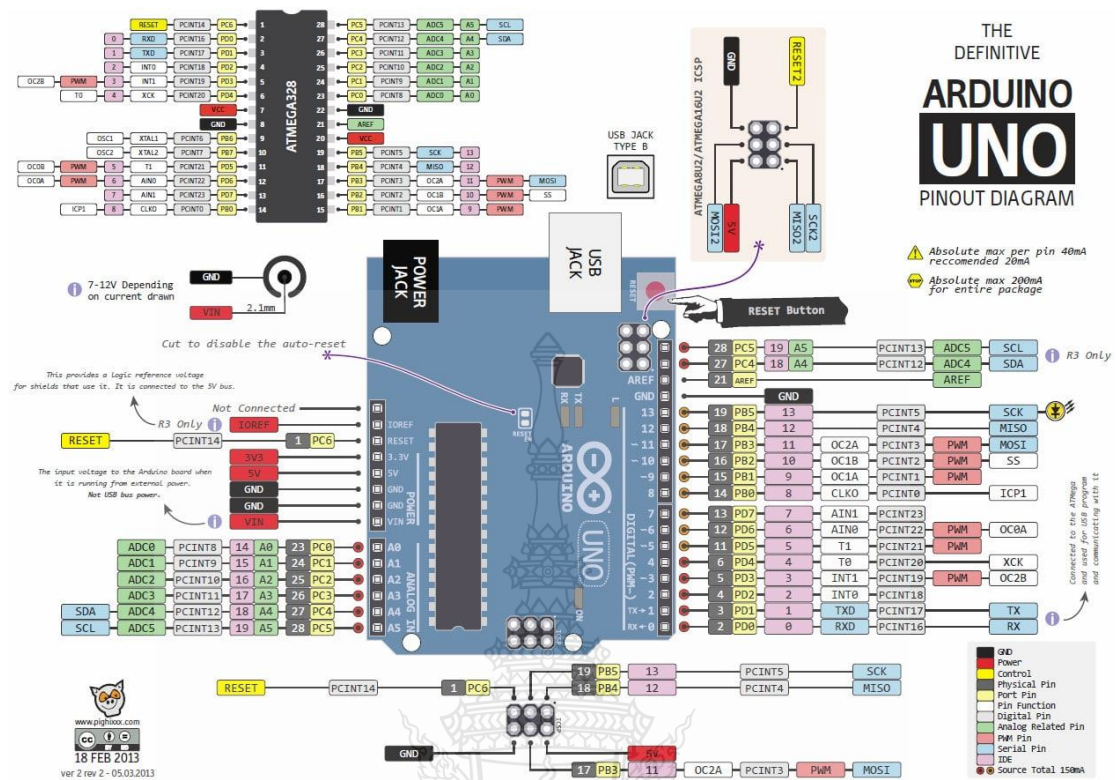 THE
DEFINITIVE
ARDUINO
UNO
PINOUT DIAGRAM
Absolute max per pin 40mA
reccomended 20mA
STOP Absolute max 200mA
for entire package
ATMEGA328
RESET PCINT14 PC6 1
0 RXD PCINT16 PD0 2
1 TXD PCINT17 PD1 3
2 INT0 PCINT18 PD2 4
OC2B PWM 3 INT1 PCINT19 PD3 5
T0 4 XCK PCINT20 PD4 6
VCC 7
GND 8
OSC1 XTAL1 PCINT6 PB6 9
OSC2 XTAL2 PCINT7 PB7 10
OC0B PWM 5 T1 PCINT21 PD5 11
OC0A PWM 6 AIN0 PCINT22 PD6 12
7 AIN1 PCINT23 PD7 13
ICP1 8 CLK0 PCINT0 PB0 14
28 PC5 PCINT13 ADC5 A5 SCL
27 PC4 PCINT12 ADC4 A4 SDA
26 PC3 PCINT11 ADC3 A3
25 PC2 PCINT10 ADC2 A2
24 PC1 PCINT9 ADC1 A1
23 PC0 PCINT8 ADC0 A0
22 GND
21 AREF
20 VCC
19 PB5 PCINT5 SCK 13
18 PB4 PCINT4 MISO 12
17 PB3 PCINT3 OC2A 11 PWM MOSI
16 PB2 PCINT2 OC1B 10 PWM SS
15 PB1 PCINT1 OC1A 9 PWM
USB JACK
TYPE B
ATMEGA8U2/ATMEGA16U2 ICSP
GND
RESET2
MOSI2
5V
MISO2
SCK2
7-12V Depending
on current drawn
GND
VIN
2.1mm
POWER
JACK
USB
JACK
RESET
RESET Button
Cut to disable the auto-reset
This provides a logic reference voltage
for shields that use it. It is connected to the 5V bus.
Not Connected
R3 Only IOREF
RESET PCINT14 1 PC6
3V3
5V
GND
GND
VIN
The input voltage to the Arduino board when
it is running from external power.
Not USB bus power.
ADC0 PCINT8 14 A0 23 PC0
ADC1 PCINT9 15 A1 24 PC1
ADC2 PCINT10 16 A2 25 PC2
ADC3 PCINT11 17 A3 26 PC3
SDA ADC4 PCINT12 18 A4 27 PC4
SCL ADC5 PCINT13 19 A5 28 PC5
IOREF
RESET
3.3V
5V
GND
GND
VIN
POWER
A0
A1
A2
A3
A4
A5
ANALOG IN
RX
TX
L
RESET EN
ARDUINO
UNO
ON
ICSP
AREF
GND
13
12
~11
~10
~9
8
7
~6
~5
4
~3
2
TX→1
RX←0
DIGITAL(PWM~)
28 PC5 19 A5 PCINT13 ADC5 SCL
27 PC4 18 A4 PCINT12 ADC4 SDA
R3 Only
21 AREF AREF
GND
19 PB5 13 PCINT5 SCK
18 PB4 12 PCINT4 MISO
17 PB3 11 OC2A PCINT3 PWM MOSI
16 PB2 10 OC1B PCINT2 PWM SS
15 PB1 9 OC1A PCINT1 PWM
14 PB0 8 CLK0 PCINT0 ICP1
13 PD7 7 AIN1 PCINT23
12 PD6 6 AIN0 PCINT22 PWM OC0A
11 PD5 5 T1 PCINT21 PWM
6 PD4 4 T0 PCINT20 XCK
5 PD3 3 INT1 PCINT19 PWM OC2B
4 PD2 2 INT0 PCINT18
3 PD1 1 TXD PCINT17 TX
2 PD0 0 RXD PCINT16 RX
Connected to the ATMega
and used for USB program
and communicating with it
RESET PCINT14 1 PC6
19 PB5 13 PCINT5 SCK
18 PB4 12 PCINT4 MISO
ICSP
GND
5V
17 PB3 11 OC2A PCINT3 PWM MOSI
GND
Power
Control
Physical Pin
Port Pin
Pin Function
Digital Pin
Analog Related Pin
PWM Pin
Serial Pin
IDE
Source Total 150mA
www.pighixxx.com
cc
BY ND
18 FEB 2013
ver 2 rev 2 - 05.03.2013